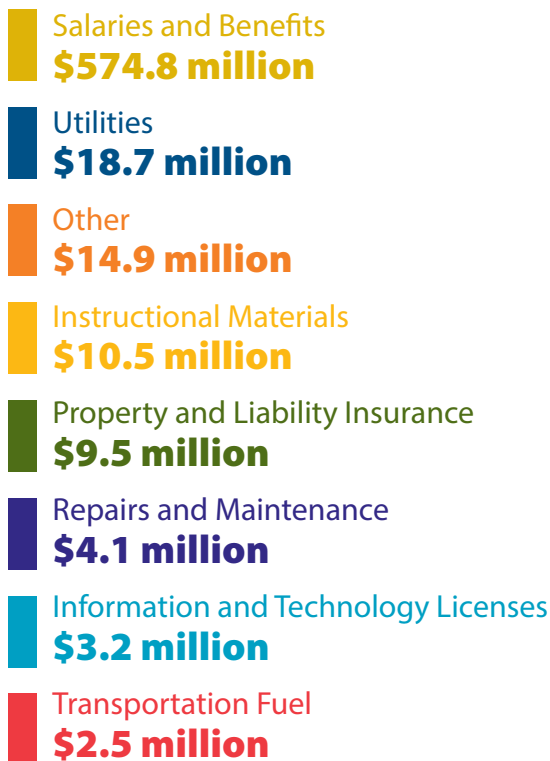 Salaries and Benefits
$574.8 million
Utilities
$18.7 million
Other
$14.9 million
Instructional Materials
$10.5 million
Property and Liability Insurance
$9.5 million
Repairs and Maintenance
$4.1 million
Information and Technology Licenses
$3.2 million
Transportation Fuel
$2.5 million